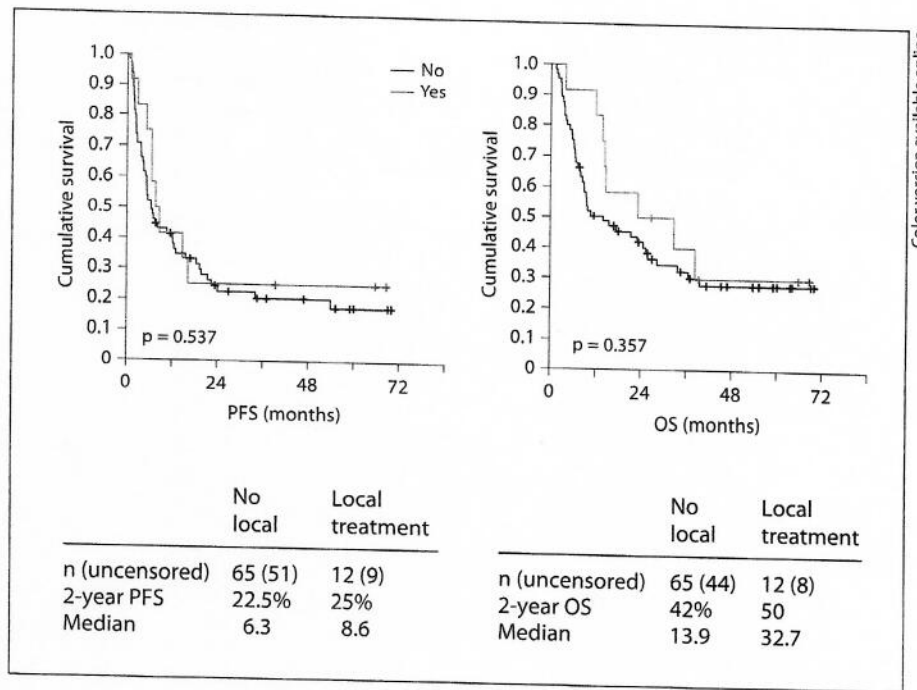 1.0
0.9
0.8
0.7
0.6
0.5
0.4
0.3
0.2
0.1
0
Cumulative survival
No
Yes
p = 0.537
0 24 48 72
PFS (months)
1.0
0.9
0.8
0.7
0.6
0.5
0.4
0.3
0.2
0.1
0
Cumulative survival
p = 0.357
0 24 48 72
OS (months)
No local Local treatment
n (uncensored) 65 (51) 12 (9)
2-year PFS 22.5% 25%
Median 6.3 8.6
No local Local treatment
n (uncensored) 65 (44) 12 (8)
2-year OS 42% 50
Median 13.9 32.7